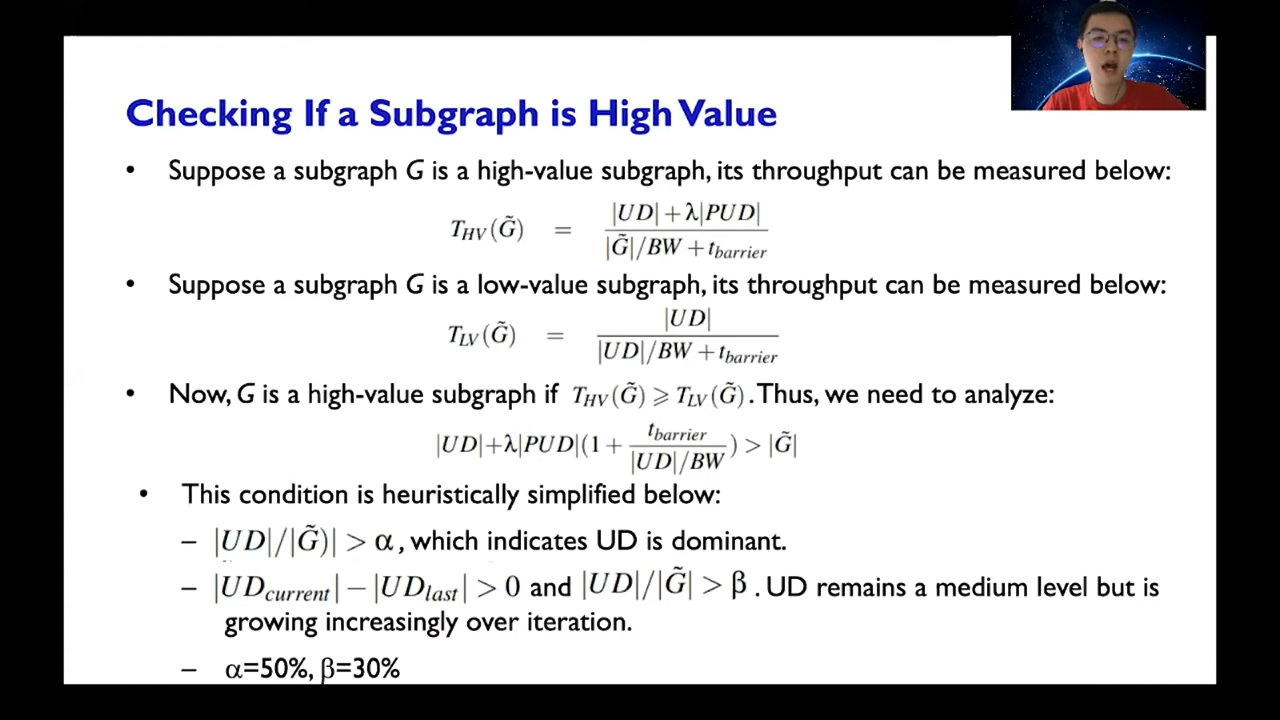 Checking If a Subgraph is High Value
• Suppose a subgraph G is a high-value subgraph, its throughput can be measured below:
T_HV(G̃) = (|UD| + λ|PUD|) / (|G̃|/BW + t_barrier)
• Suppose a subgraph G is a low-value subgraph, its throughput can be measured below:
T_LV(G̃) = |UD| / (|UD|/BW + t_barrier)
• Now, G is a high-value subgraph if T_HV(G̃) ⩾ T_LV(G̃). Thus, we need to analyze:
|UD|+λ|PUD|(1 + t_barrier / (|UD|/BW)) > |G̃|
• This condition is heuristically simplified below:
– |UD|/|G̃)| > α, which indicates UD is dominant.
– |UD_current| − |UD_last| > 0 and |UD|/|G̃| > β. UD remains a medium level but is
growing increasingly over iteration.
– α=50%, β=30%